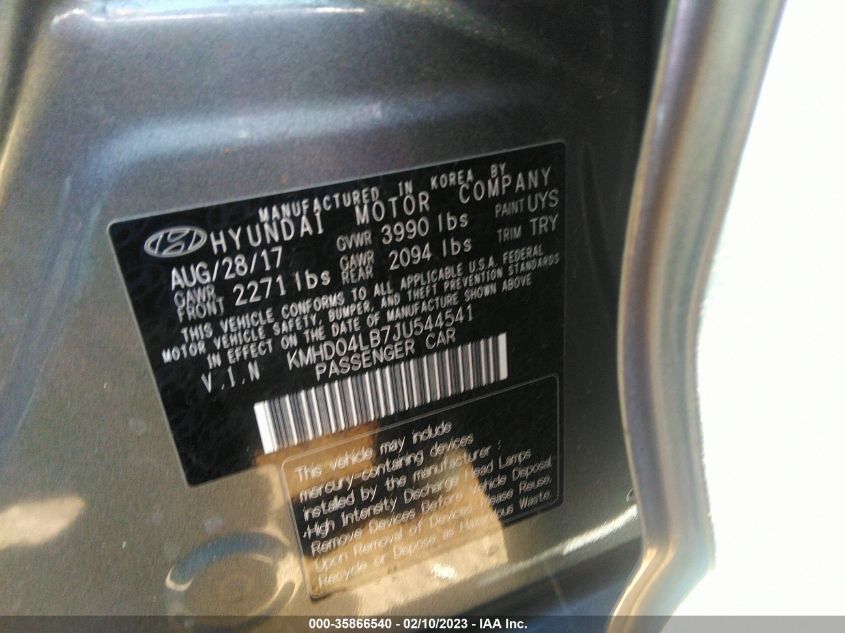 MANUFACTURED IN KOREA BY
HYUNDAI MOTOR COMPANY
AUG/28/17 GVWR 3990 lbs PAINT UYS
GAWR FRONT 2271 lbs GAWR REAR 2094 lbs TRIM TRY
THIS VEHICLE CONFORMS TO ALL APPLICABLE U.S.A. FEDERAL
MOTOR VEHICLE SAFETY, BUMPER, AND THEFT PREVENTION STANDARDS
IN EFFECT ON THE DATE OF MANUFACTURE SHOWN ABOVE
V.I.N KMHD04LB7JU544541
PASSENGER CAR
This vehicle may include
mercury-containing devices
installed by the manufacturer :
·High Intensity Discharge Head Lamps
Remove Devices Before Vehicle Disposal
Upon Removal of Devices Please Reuse,
Recycle or Dispose as Hazardous Waste.
000-35866540 - 02/10/2023 - IAA Inc.